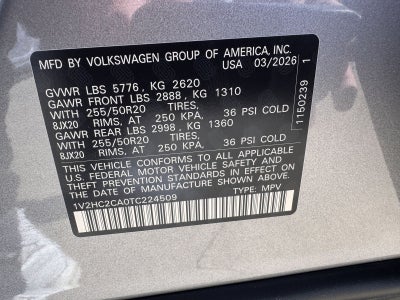 MFD BY VOLKSWAGEN GROUP OF AMERICA, INC.
USA 03/2026
GVWR LBS 5776, KG 2620
GAWR FRONT LBS 2888, KG 1310
WITH 255/50R20 TIRES.
8JX20 RIMS, AT 250 KPA, 36 PSI COLD
GAWR REAR LBS 2998, KG 1360
WITH 255/50R20 TIRES.
8JX20 RIMS, AT 250 KPA, 36 PSI COLD
THIS VEHICLE CONFORMS TO ALL APPLICABLE
U.S. FEDERAL MOTOR VEHICLE SAFETY AND
THEFT PREVENTION STANDARDS IN EFFECT ON
THE DATE OF MANUFACTURE SHOWN ABOVE.
1V2HC2CA0TC224509 TYPE: MPV
1150239 1